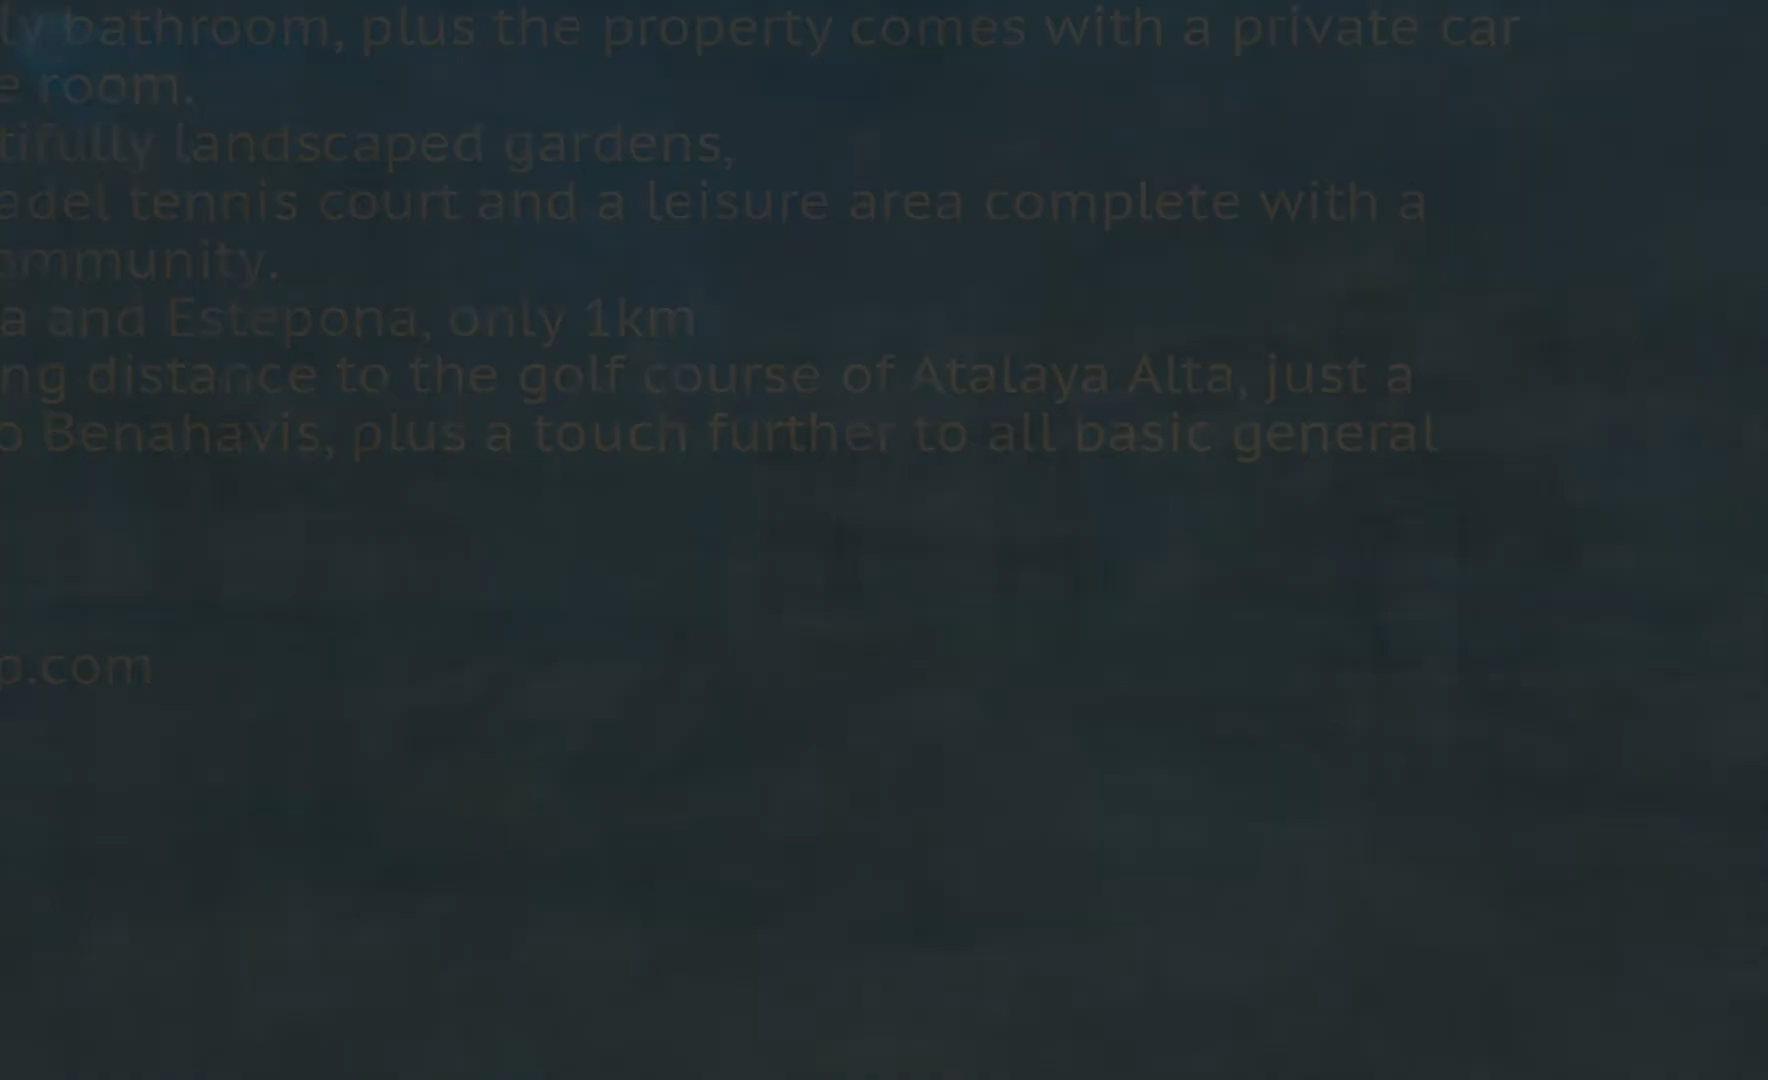 ly bathroom, plus the property comes with a private car
e room.
tifully landscaped gardens,
adel tennis court and a leisure area complete with a
ommunity.
a and Estepona, only 1km
ng distance to the golf course of Atalaya Alta, just a
o Benahavis, plus a touch further to all basic general
p.com